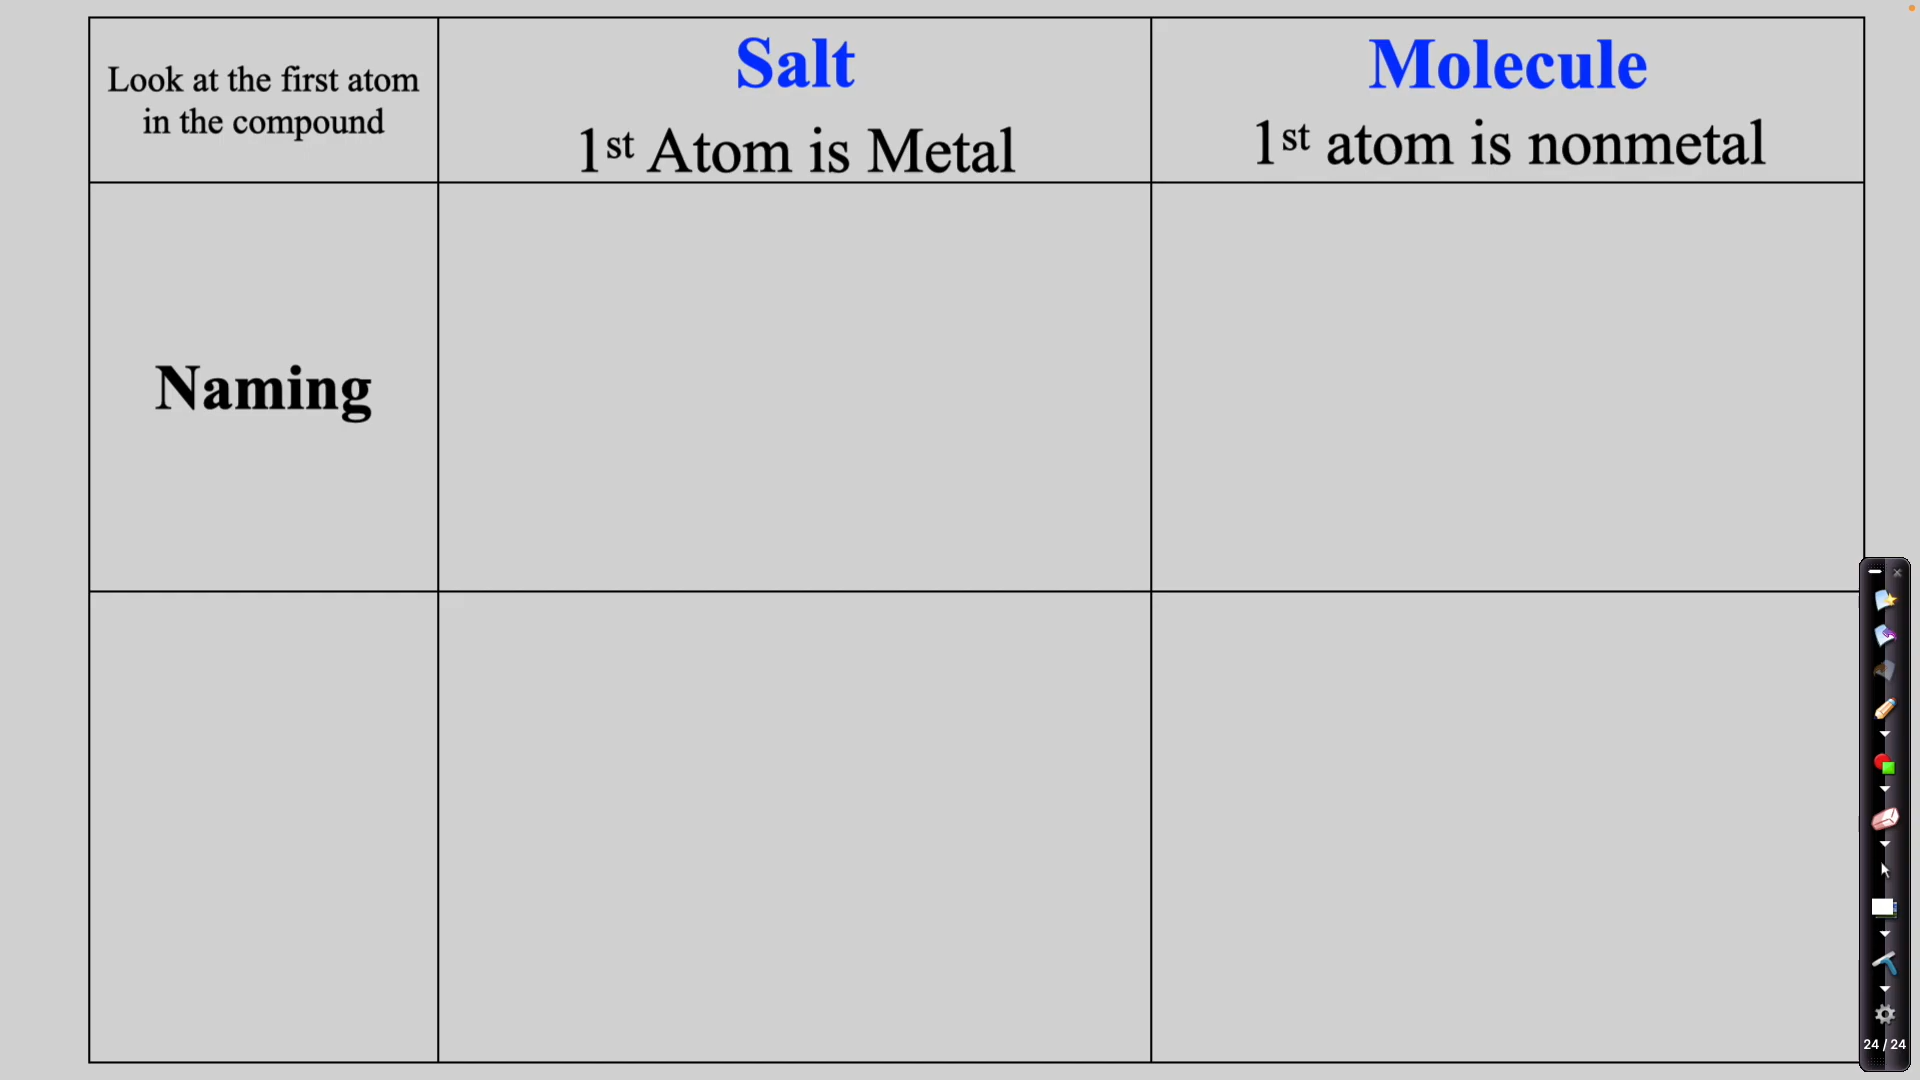 Look at the first atom
in the compound
Salt
1st Atom is Metal
Molecule
1st atom is nonmetal
Naming
24 / 24